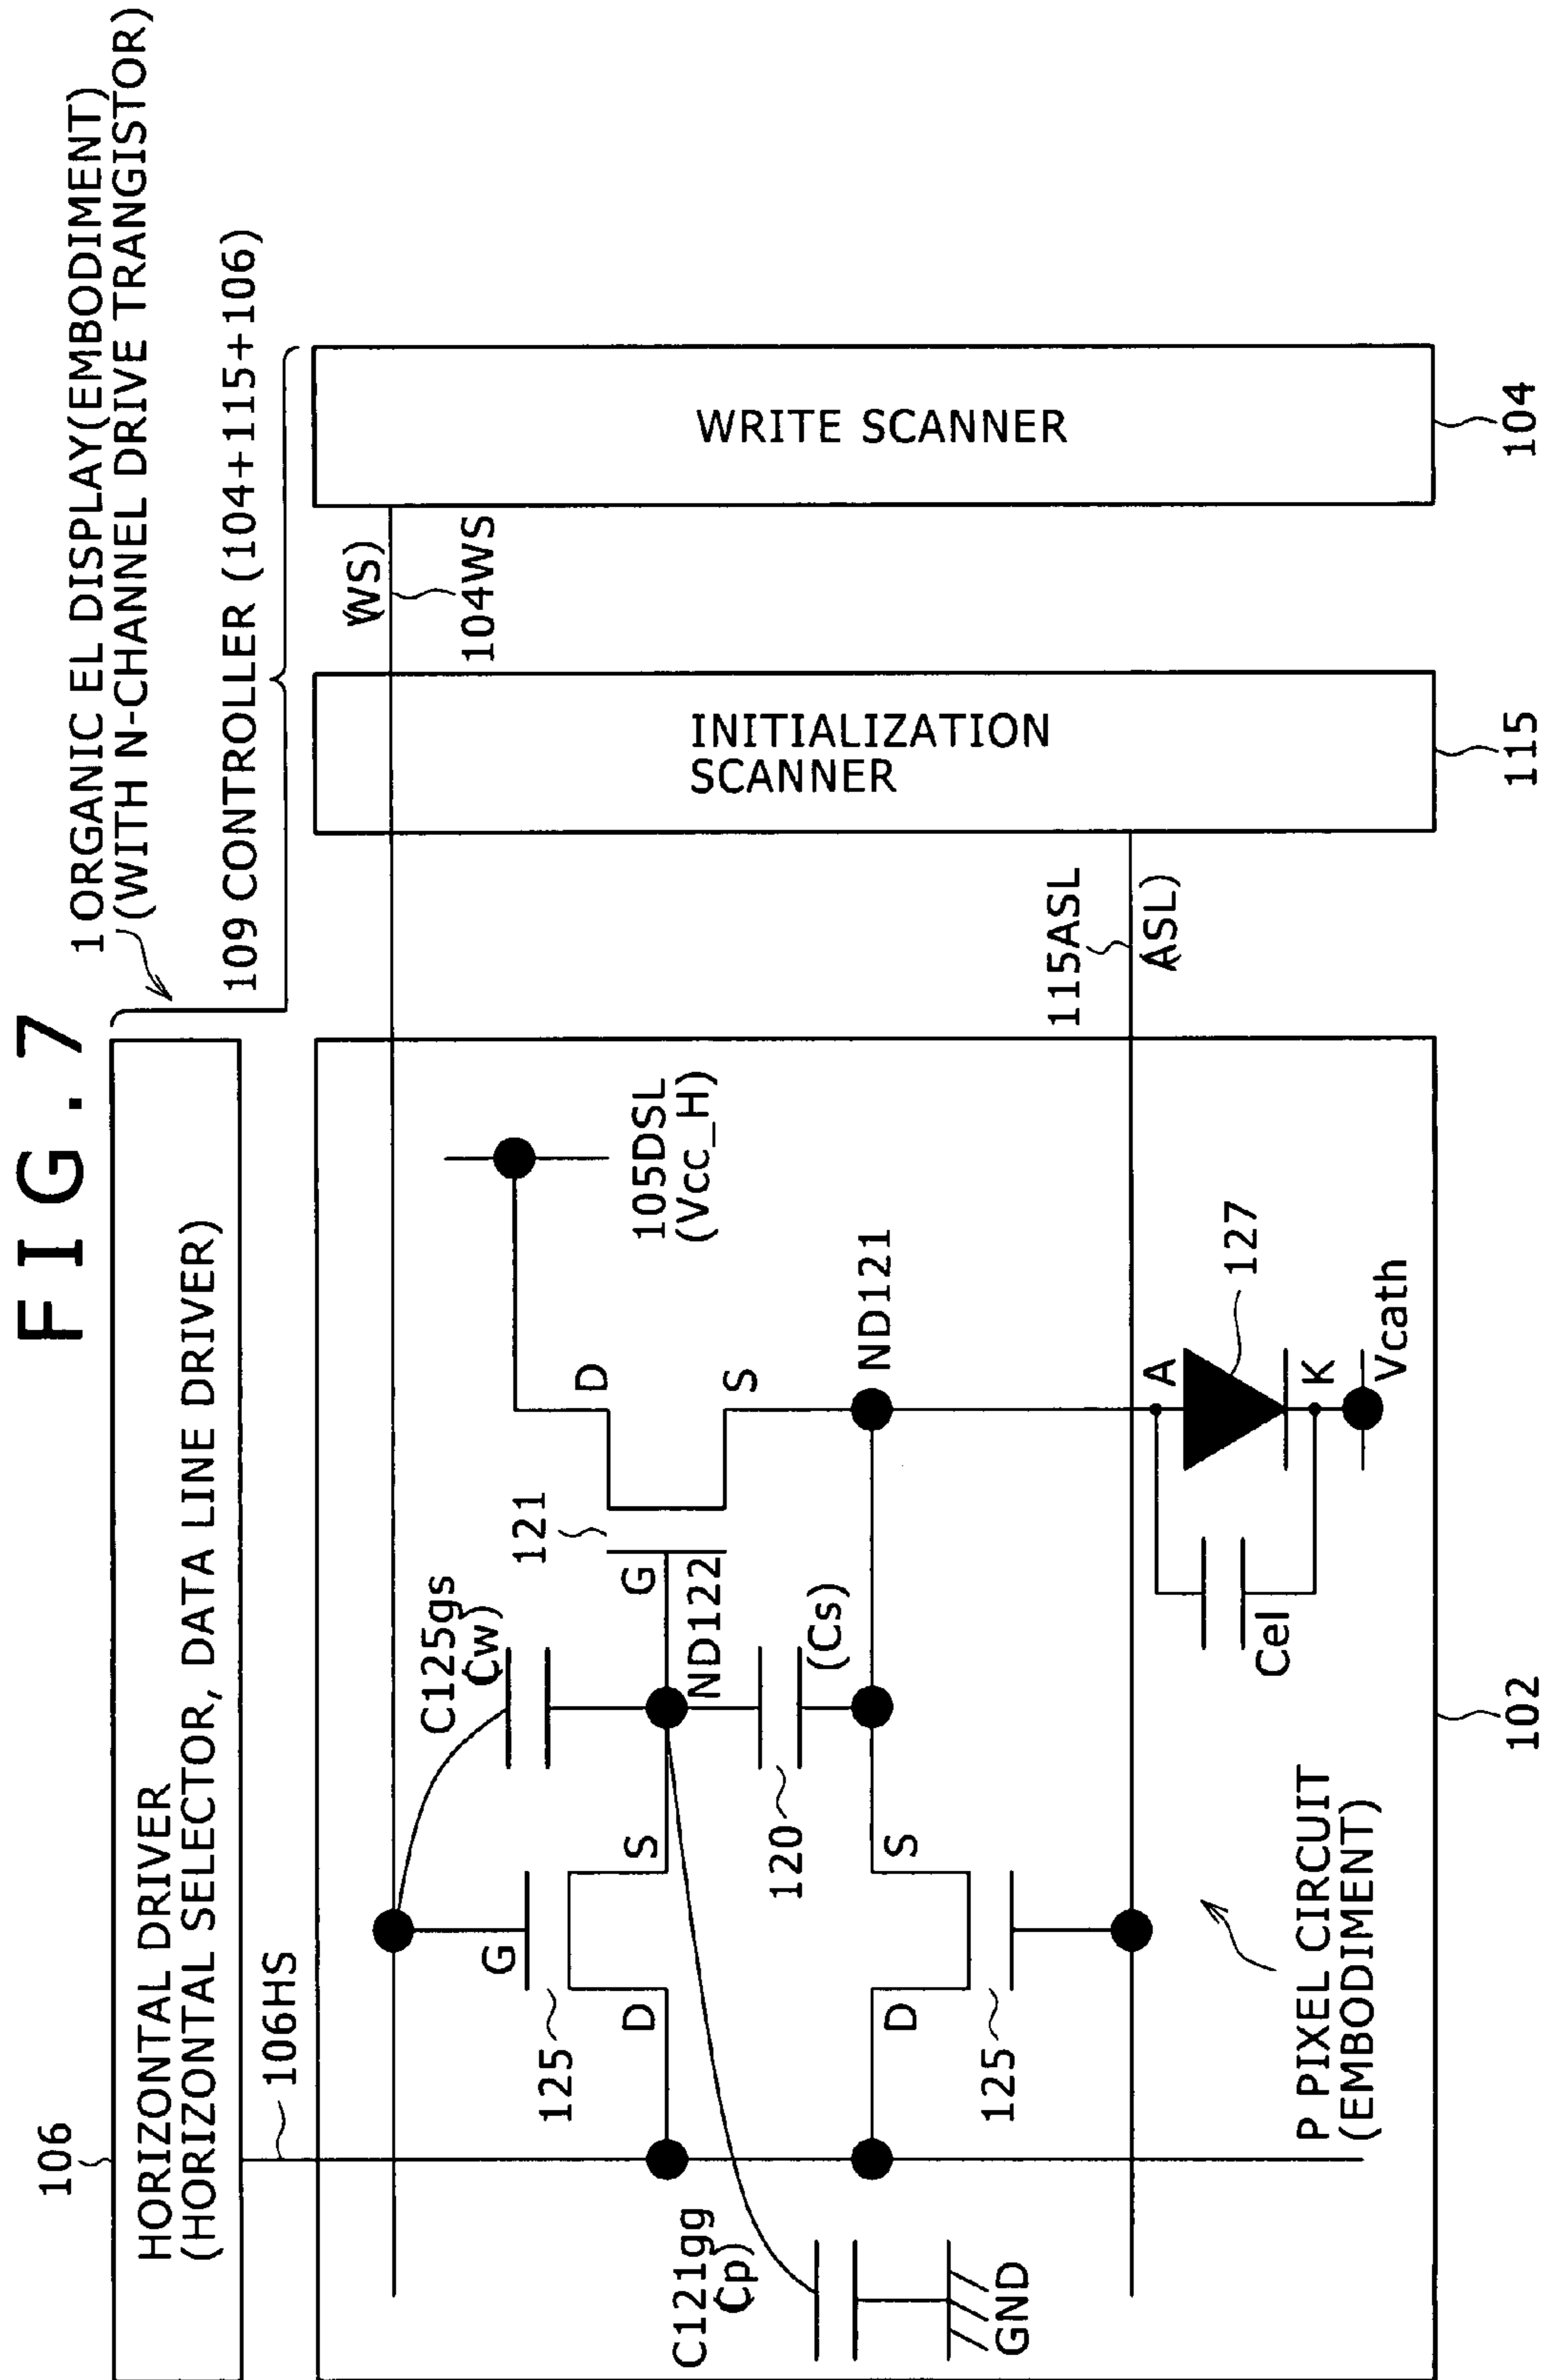 FIG. 7
1 ORGANIC EL DISPLAY(EMBODIMENT)
(WITH N-CHANNEL DRIVE TRANGISTOR)
109 CONTROLLER (104+115+106)
106
HORIZONTAL DRIVER
(HORIZONTAL SELECTOR, DATA LINE DRIVER)
106HS
(WS)
104WS
WRITE SCANNER
104
INITIALIZATION
SCANNER
115
115ASL
(ASL)
105DSL
(Vcc_H)
C125gs
(Cw)
121
D
G
S
ND122
ND121
G
125
D
S
120
(Cs)
D
S
125
C121gg
(Cp)
GND
A
127
K
Cel
Vcath
P PIXEL CIRCUIT
(EMBODIMENT)
102